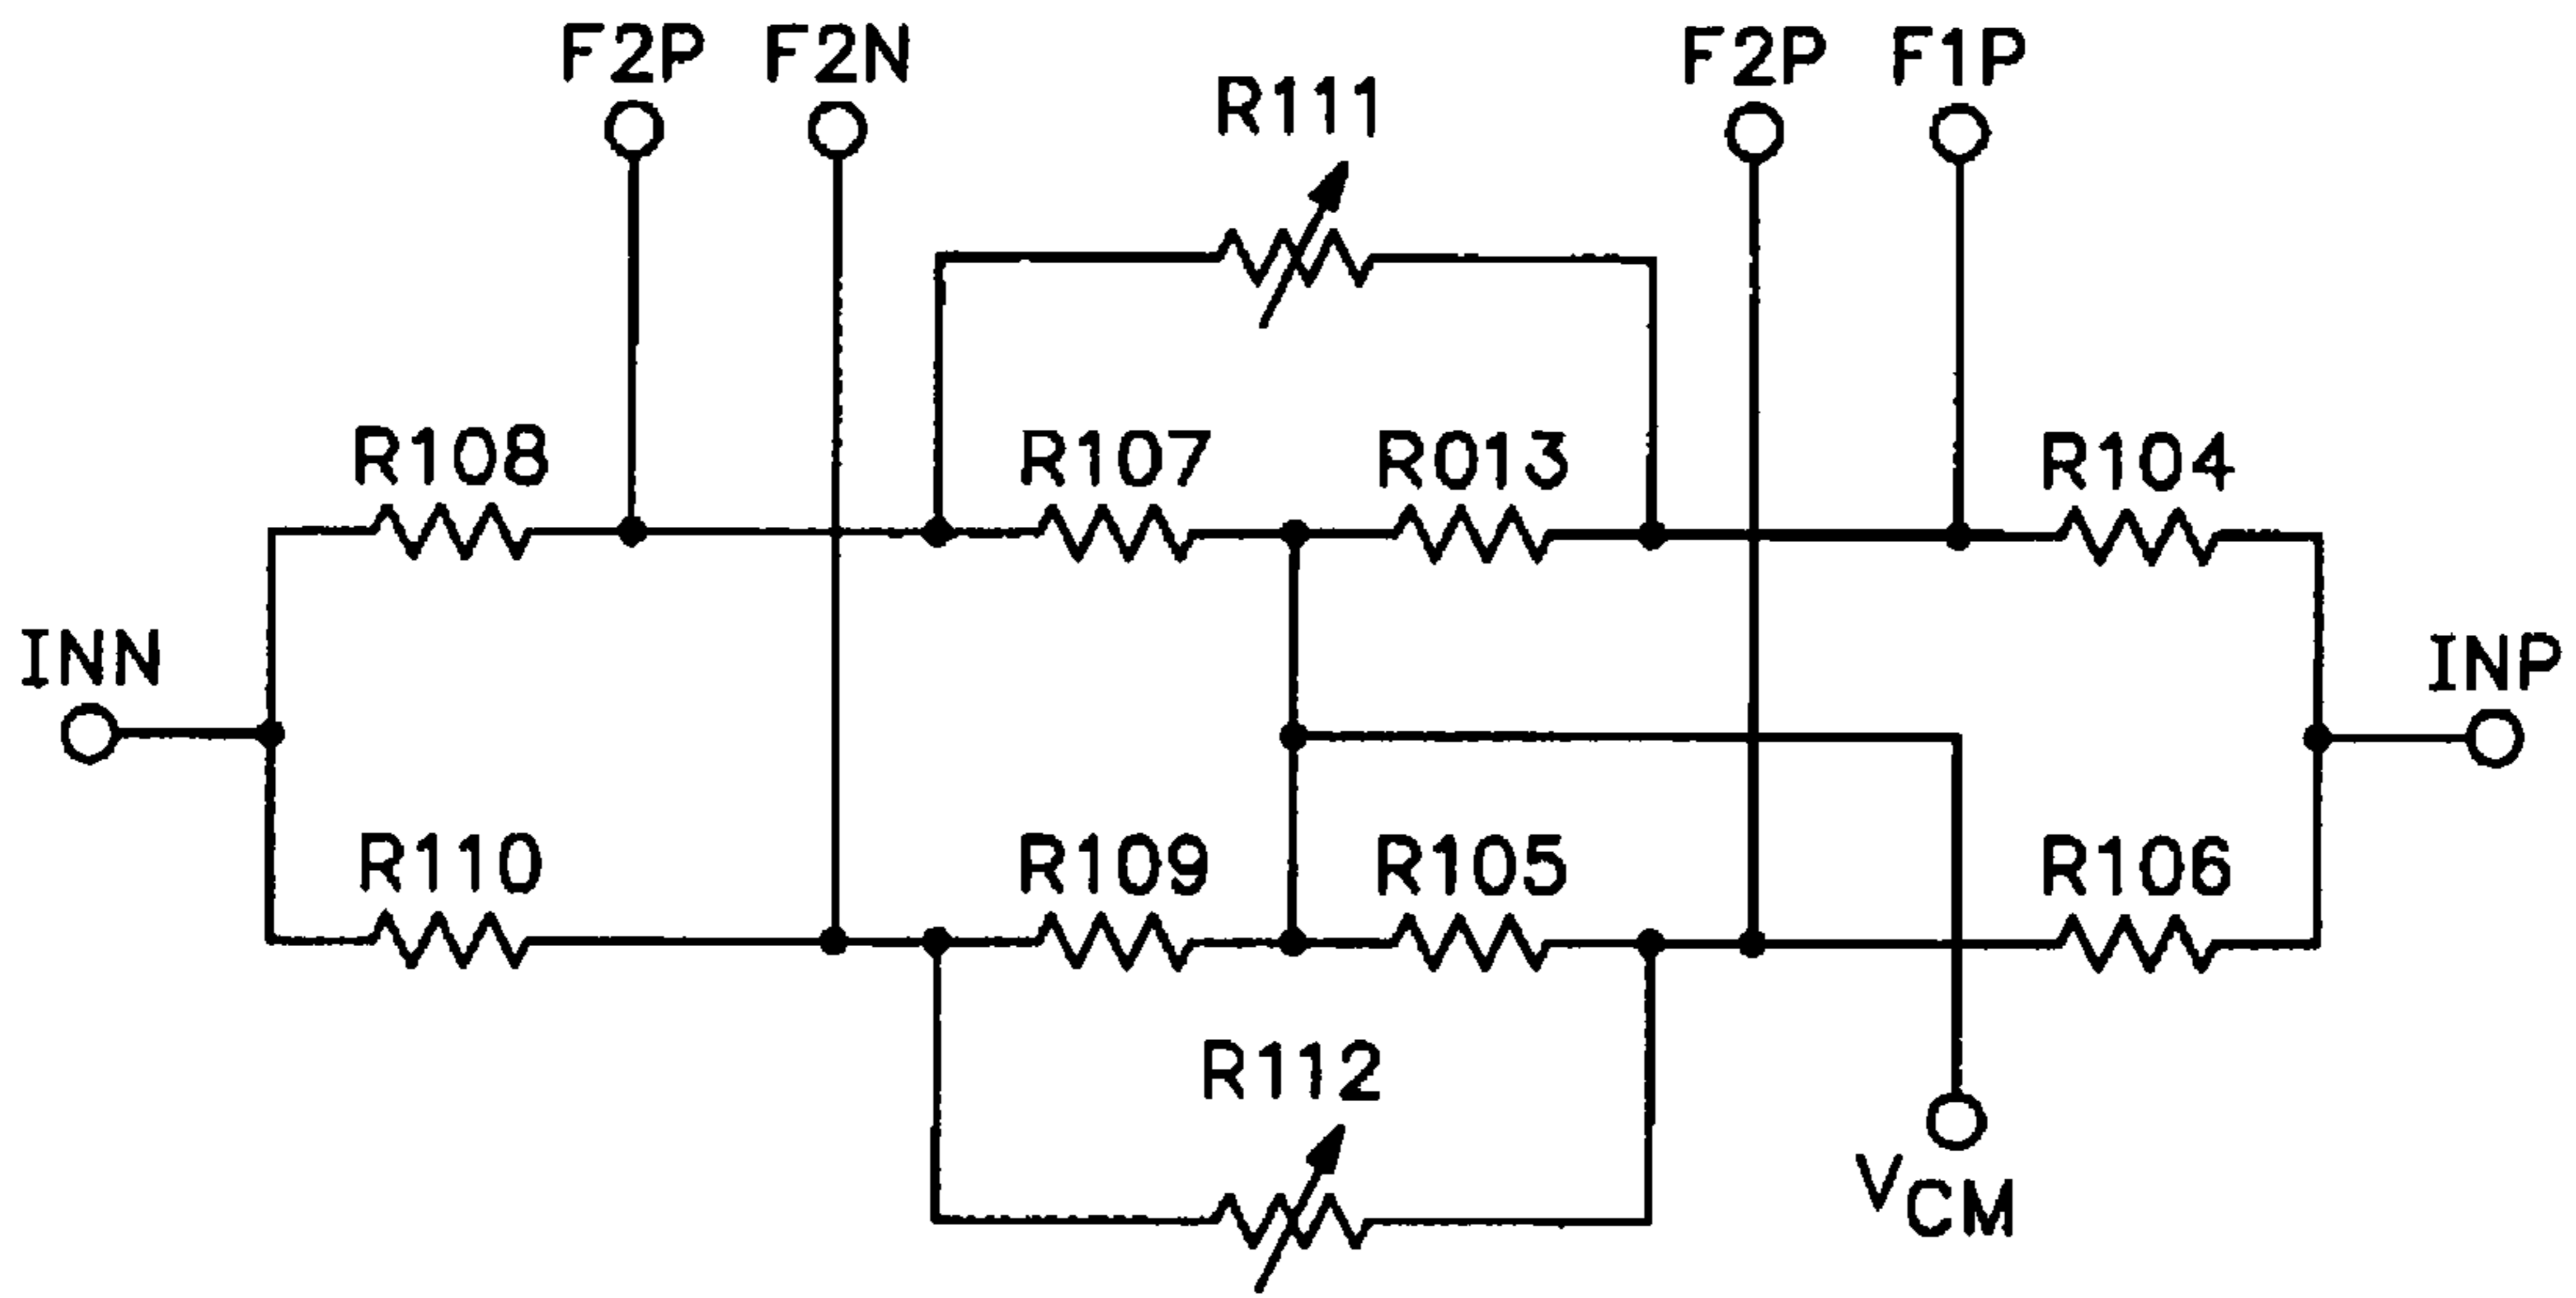 F2P F2N F2P F1P
R111
R108 R107 R013 R104
INN INP
R110 R109 R105 R106
R112
VCM